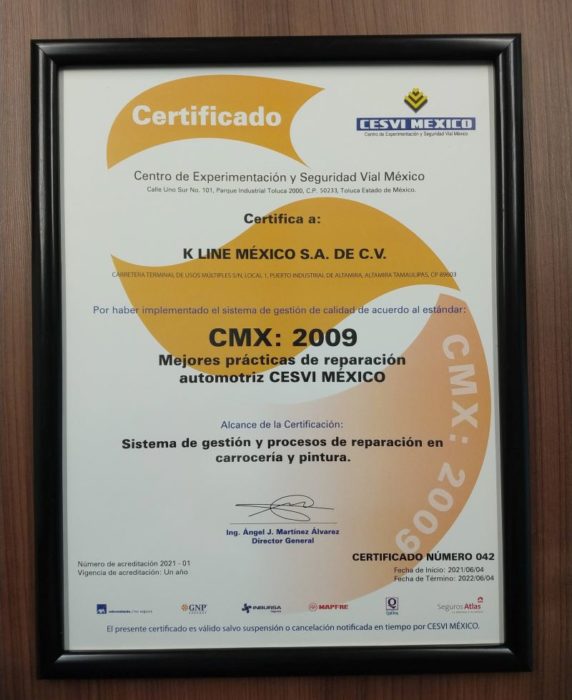 Certificado
CESVI MEXICO
Centro de Experimentación y Seguridad Vial México
Centro de Experimentación y Seguridad Vial México
Calle Uno Sur No. 101, Parque Industrial Toluca 2000, C.P. 50233, Toluca Estado de México.
Certifica a:
K LINE MÉXICO S.A. DE C.V.
CARRETERA TERMINAL DE USOS MÚLTIPLES S/N, LOCAL 1, PUERTO INDUSTRIAL DE ALTAMIRA, ALTAMIRA TAMAULIPAS, CP 89603
Por haber implementado el sistema de gestión de calidad de acuerdo al estándar:
CMX: 2009
Mejores prácticas de reparación
automotriz CESVI MÉXICO
CMX: 2009
Alcance de la Certificación:
Sistema de gestión y procesos de reparación en
carrocería y pintura.
Ing. Ángel J. Martínez Álvarez
Director General
CERTIFICADO NÚMERO 042
Número de acreditación 2021 - 01
Vigencia de acreditación: Un año
Fecha de Inicio: 2021/06/04
Fecha de Término: 2022/06/04
AXA
GNP
INBURSA
MAPFRE
Seguros Atlas
El presente certificado es válido salvo suspensión o cancelación notificada en tiempo por CESVI MÉXICO.